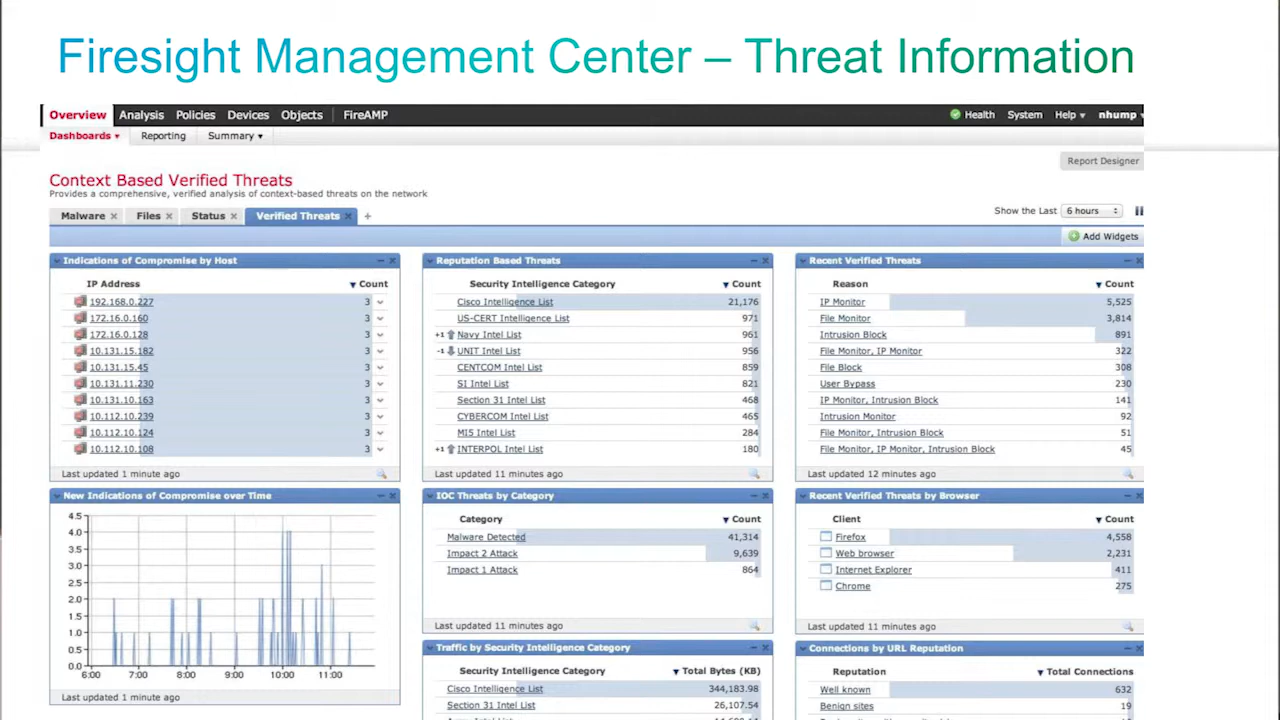 Firesight Management Center – Threat Information
Overview Analysis Policies Devices Objects FireAMP Health System Help nhump
Dashboards Reporting Summary
Report Designer
Context Based Verified Threats
Provides a comprehensive, verified analysis of context-based threats on the network
Malware Files Status Verified Threats + Show the Last 6 hours
Add Widgets
Indications of Compromise by Host
IP Address Count
192.168.0.227 3
172.16.0.160 3
172.16.0.128 3
10.131.15.182 3
10.131.15.45 3
10.131.11.230 3
10.131.10.163 3
10.112.10.239 3
10.112.10.124 3
10.112.10.108 3
Last updated 1 minute ago
Reputation Based Threats
Security Intelligence Category Count
Cisco Intelligence List 21,176
US-CERT Intelligence List 971
+1 Navy Intel List 961
-1 UNIT Intel List 956
CENTCOM Intel List 859
SI Intel List 821
Section 31 Intel List 468
CYBERCOM Intel List 465
MI5 Intel List 284
+1 INTERPOL Intel List 180
Last updated 11 minutes ago
Recent Verified Threats
Reason Count
IP Monitor 5,525
File Monitor 3,814
Intrusion Block 891
File Monitor, IP Monitor 322
File Block 308
User Bypass 230
IP Monitor, Intrusion Block 141
Intrusion Monitor 92
File Monitor, Intrusion Block 51
File Monitor, IP Monitor, Intrusion Block 45
Last updated 12 minutes ago
New Indications of Compromise over Time
4.5
4.0
3.5
3.0
2.5
2.0
1.5
1.0
0.5
0.0
6:00 7:00 8:00 9:00 10:00 11:00
Last updated 1 minute ago
IOC Threats by Category
Category Count
Malware Detected 41,314
Impact 2 Attack 9,639
Impact 1 Attack 864
Last updated 11 minutes ago
Recent Verified Threats by Browser
Client Count
Firefox 4,558
Web browser 2,231
Internet Explorer 411
Chrome 275
Last updated 11 minutes ago
Traffic by Security Intelligence Category
Security Intelligence Category Total Bytes (KB)
Cisco Intelligence List 344,183.98
Section 31 Intel List 26,107.54
Connections by URL Reputation
Reputation Total Connections
Well known 632
Benign sites 19